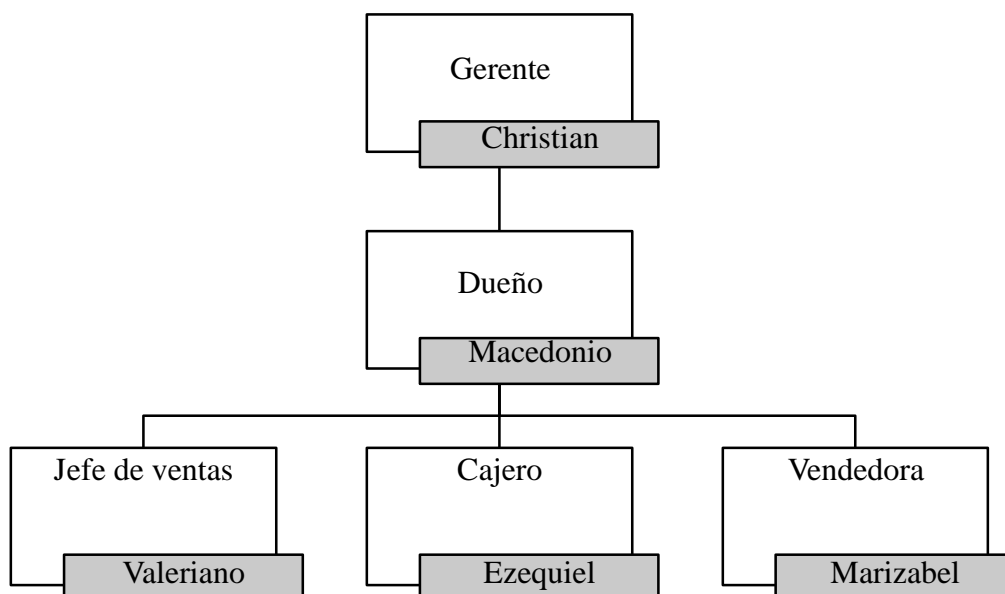 Gerente
Christian
Dueño
Macedonio
Jefe de ventas
Valeriano
Cajero
Ezequiel
Vendedora
Marizabel